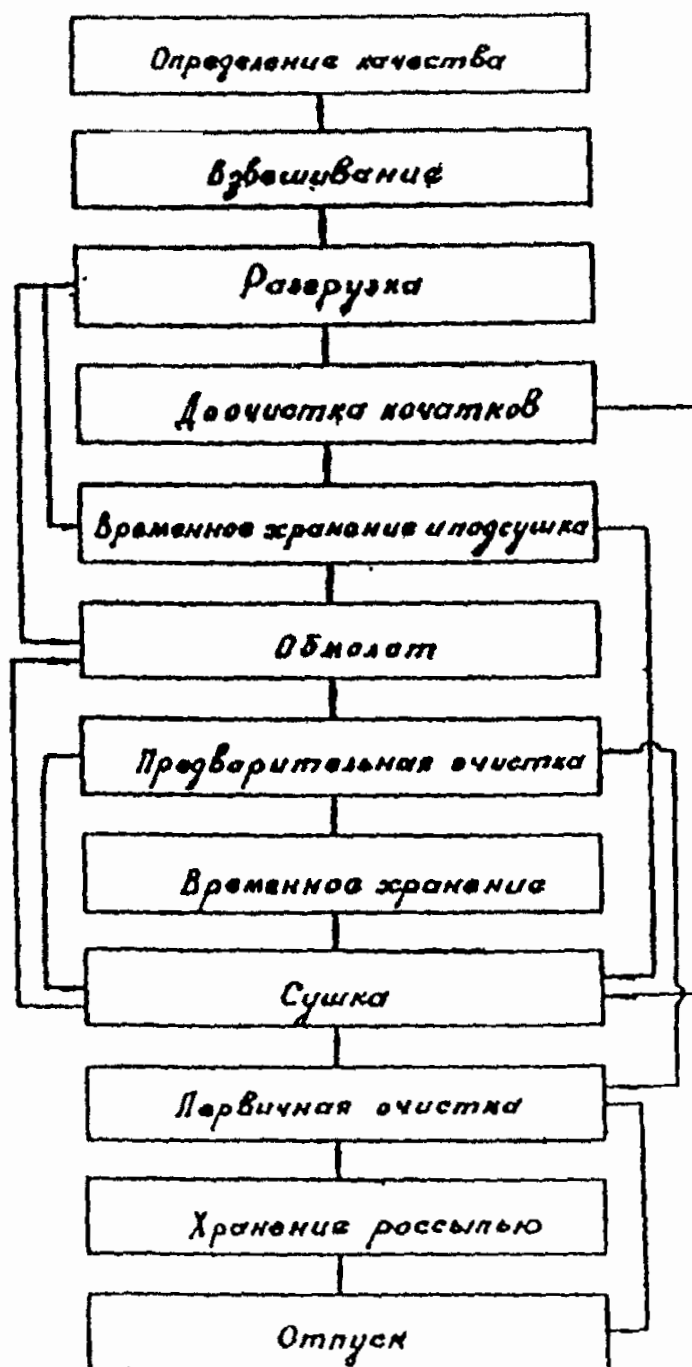 Определение качества
Взвешивание
Разгрузка
Доочистка початков
Временное хранение и подсушка
Обмолат
Предварительная очистка
Временное хранение
Сушка
Первичная очистка
Хранение россыпью
Отпуск